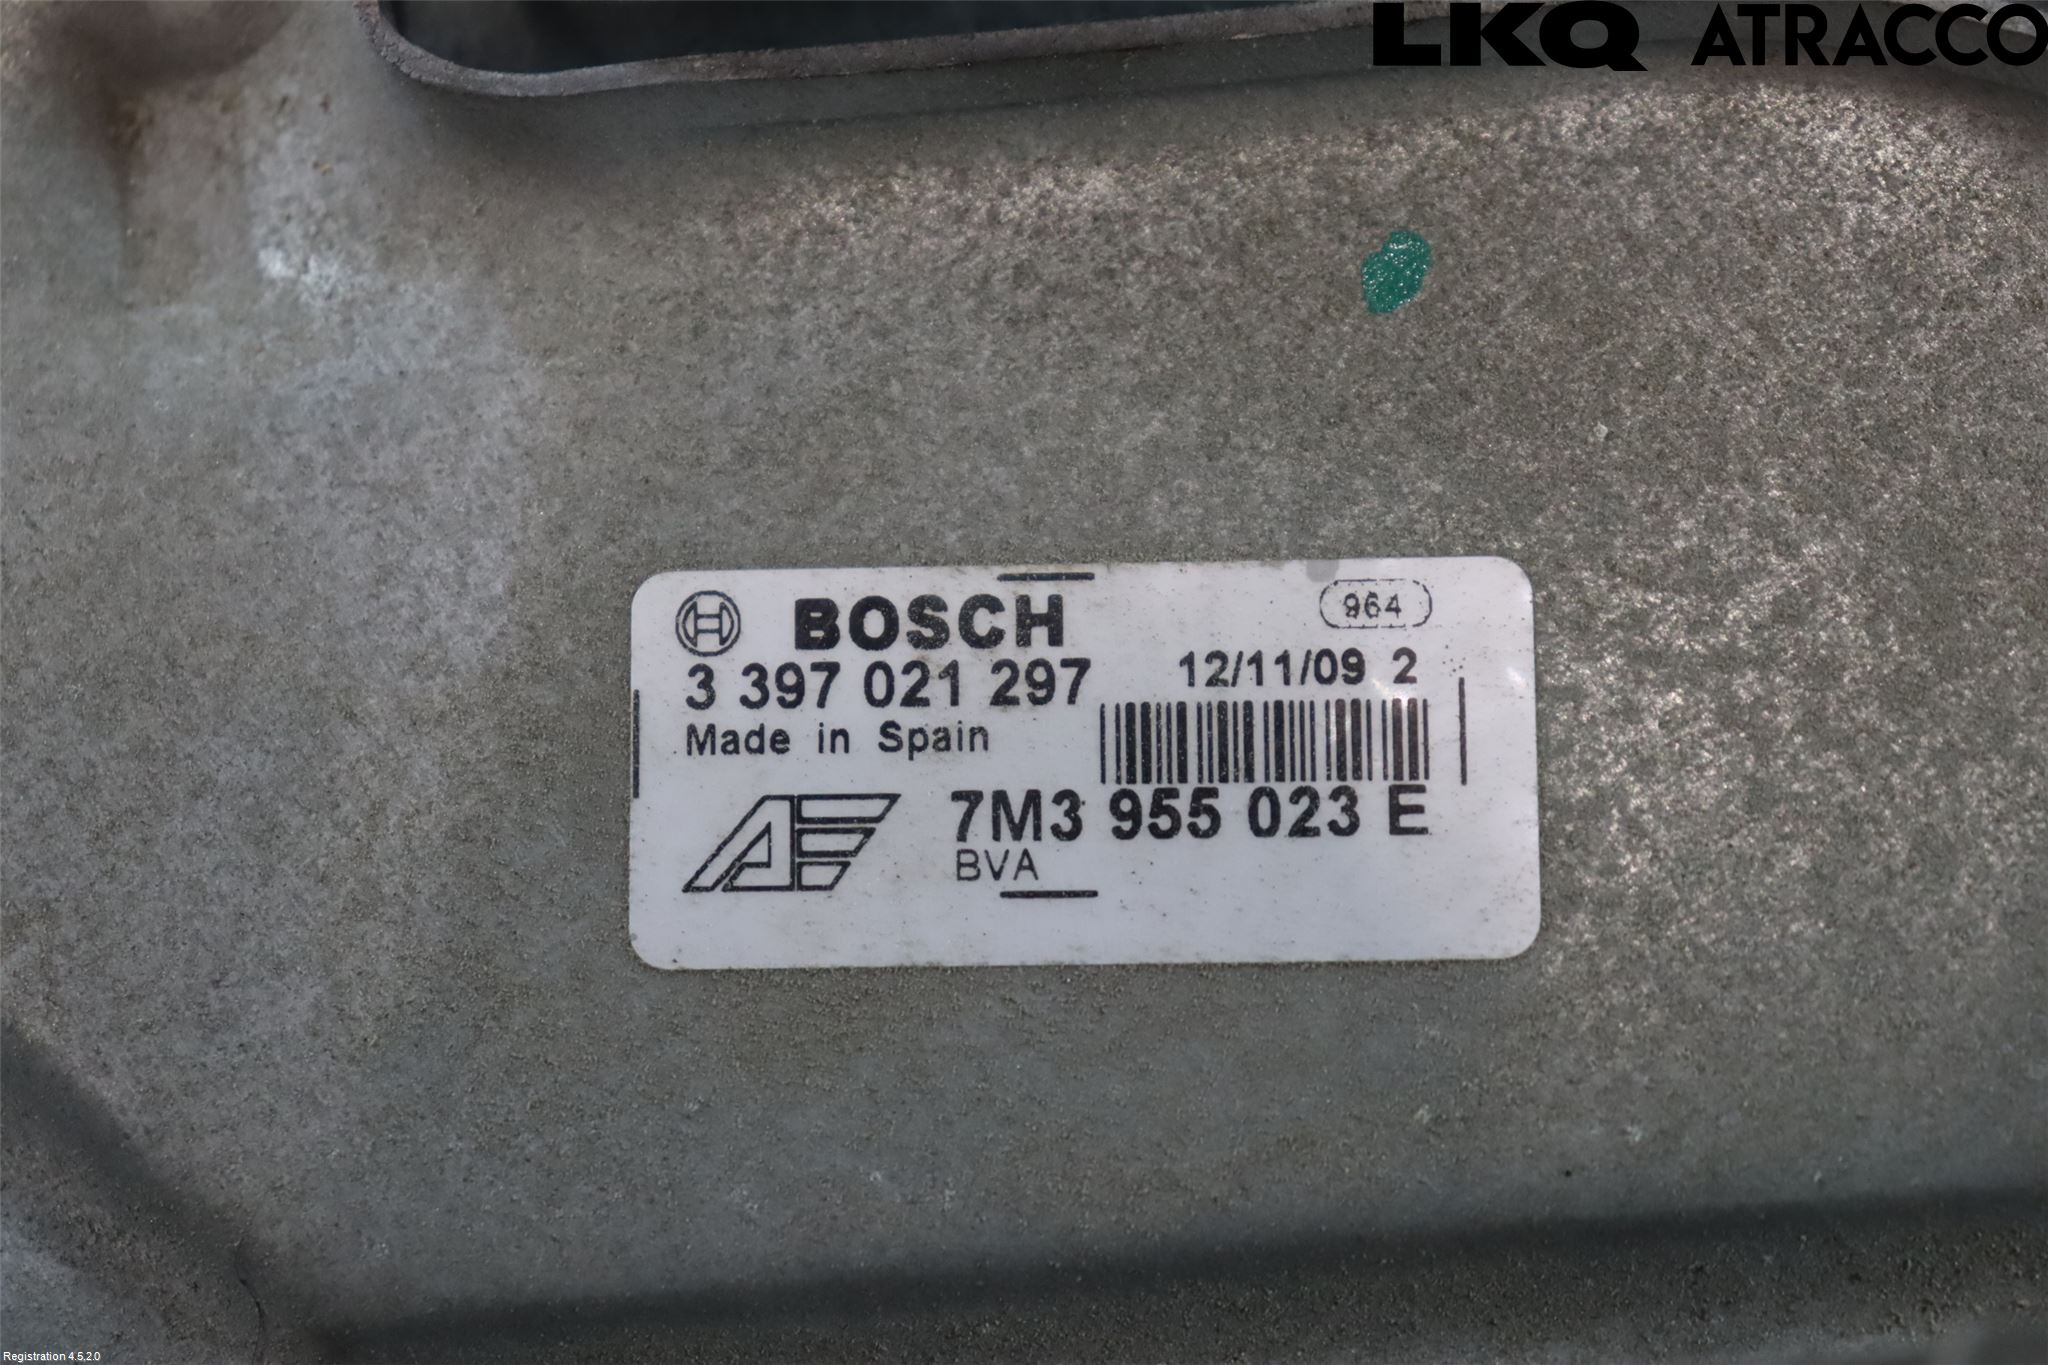 LKQ ATRACCO
BOSCH
964
3 397 021 297
12/11/09 2
Made in Spain
AE
7M3 955 023 E
BVA
Registration 4.5.2.0